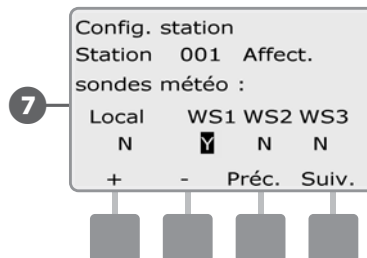 Config. station
Station 001 Affect.
sondes météo :
7
Local WS1 WS2 WS3
N Y N N
+ - Préc. Suiv.